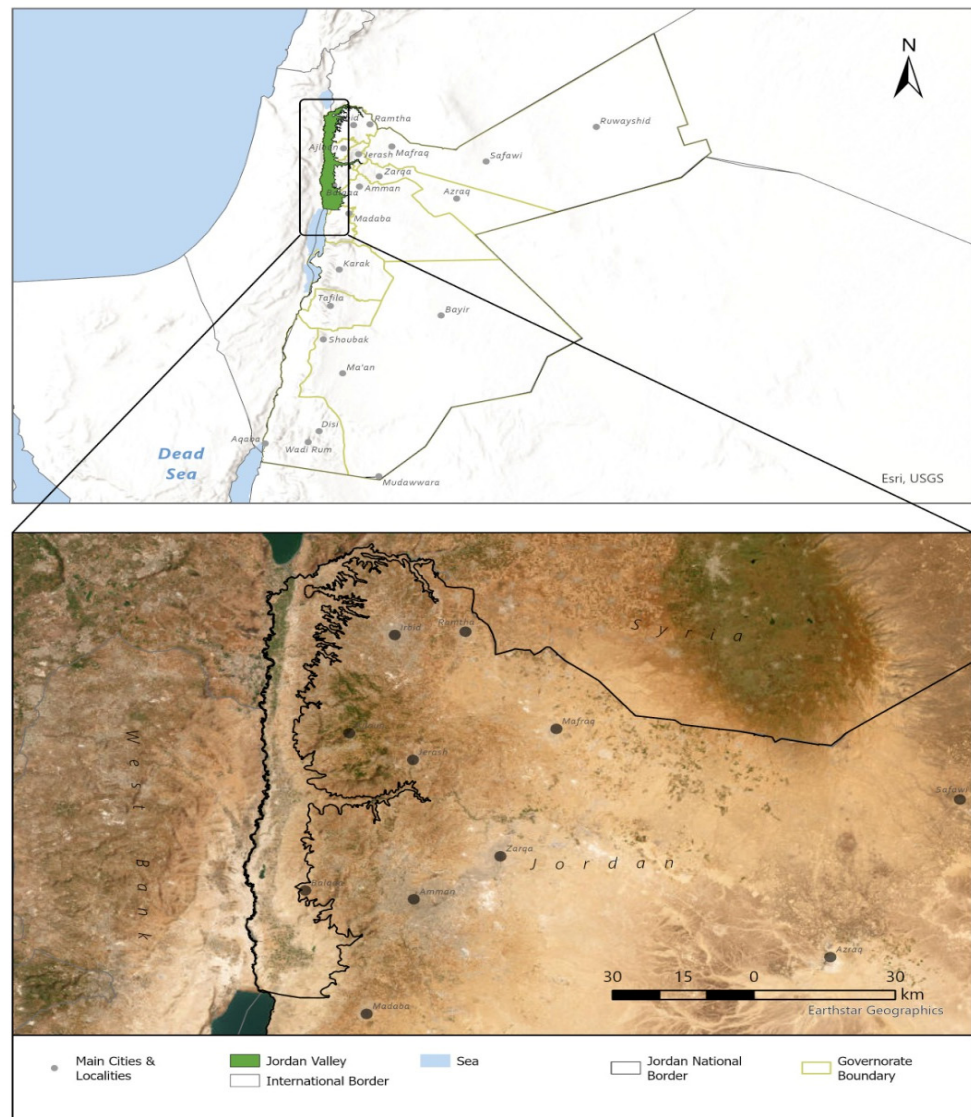 N
Ramtha
Ruwayshid
Ajloun
Jerash
Mafraq
Safawi
Zarqa
Balqaa
Amman
Azraq
Madaba
Karak
Tafila
Bayir
Shoubak
Ma'an
Disi
Aqaba
Wadi Rum
Dead
Sea
Mudawwara
Esri, USGS
Irbid
Ramtha
Syria
Mafraq
Jerash
West Bank
Safawi
Zarqa
Jordan
Amman
Azraq
30 15 0 30
km
Earthstar Geographics
Madaba
Main Cities &
Localities
Jordan Valley
International Border
Sea
Jordan National
Border
Governorate
Boundary